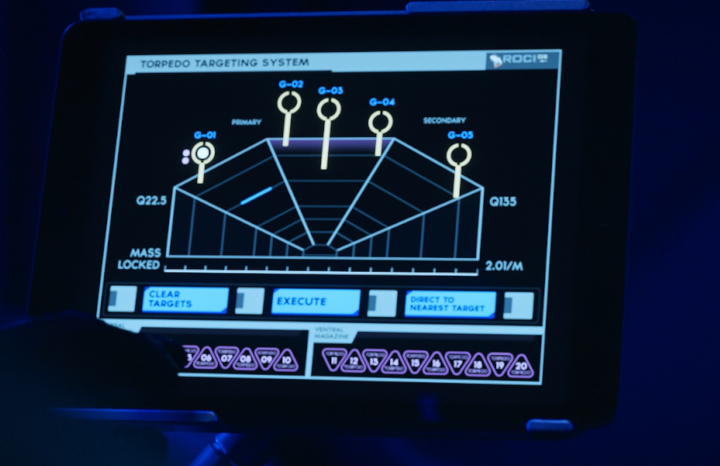 TORPEDO TARGETING SYSTEM
ROCI
G-02
G-03
G-04
PRIMARY
SECONDARY
G-01
G-05
Q22.5
Q135
MASS
LOCKED
2.01/M
CLEAR
TARGETS
EXECUTE
DIRECT TO
NEAREST TARGET
VENTRAL
MAGAZINE
06 07 08 09 10
11 12 13 14 15 16 17 18 19 20